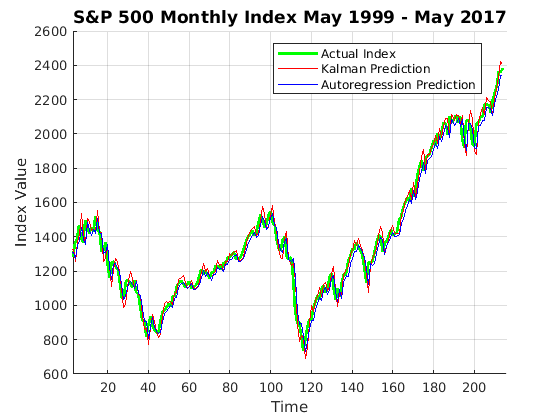 S&P 500 Monthly Index May 1999 - May 2017
Actual Index
Kalman Prediction
Autoregression Prediction
Index Value
2600
2400
2200
2000
1800
1600
1400
1200
1000
800
600
20 40 60 80 100 120 140 160 180 200
Time